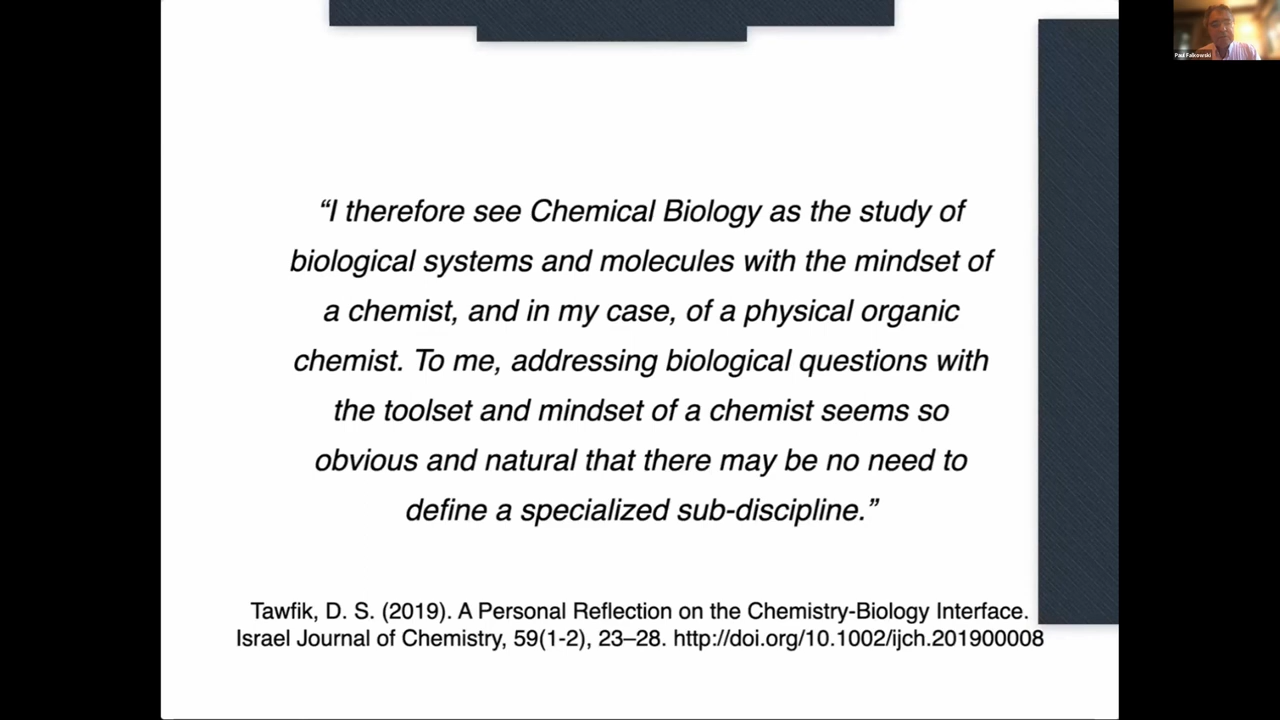 Paul Falkowski
“I therefore see Chemical Biology as the study of
biological systems and molecules with the mindset of
a chemist, and in my case, of a physical organic
chemist. To me, addressing biological questions with
the toolset and mindset of a chemist seems so
obvious and natural that there may be no need to
define a specialized sub-discipline.”
Tawfik, D. S. (2019). A Personal Reflection on the Chemistry-Biology Interface.
Israel Journal of Chemistry, 59(1-2), 23–28. http://doi.org/10.1002/ijch.201900008